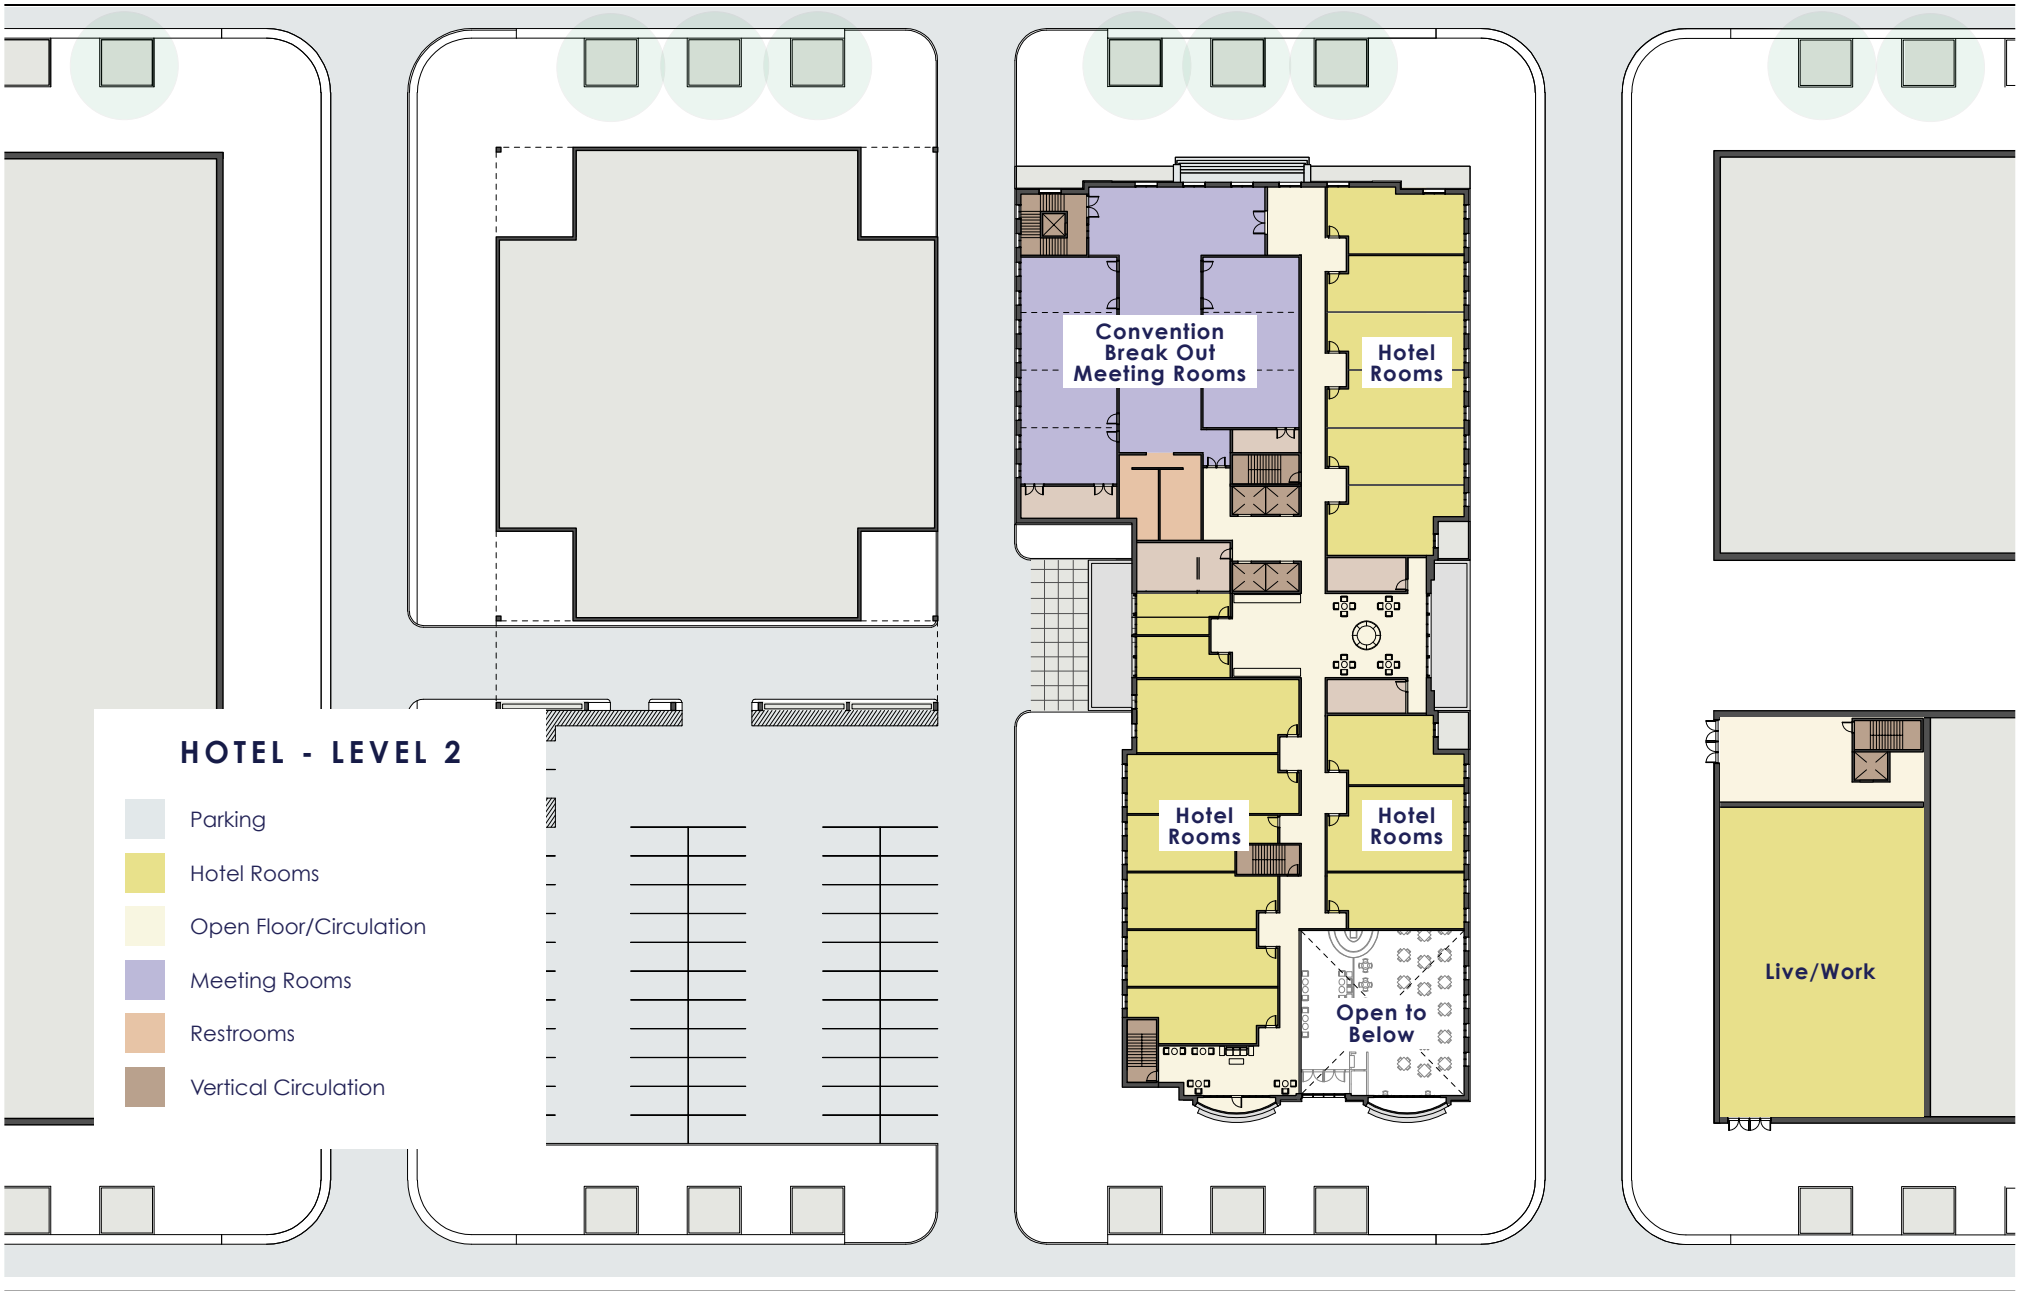 Convention
Break Out
Meeting Rooms
Hotel
Rooms
HOTEL - LEVEL 2
Parking
Hotel Rooms
Open Floor/Circulation
Meeting Rooms
Restrooms
Vertical Circulation
Hotel
Rooms
Hotel
Rooms
Open to
Below
Live/Work